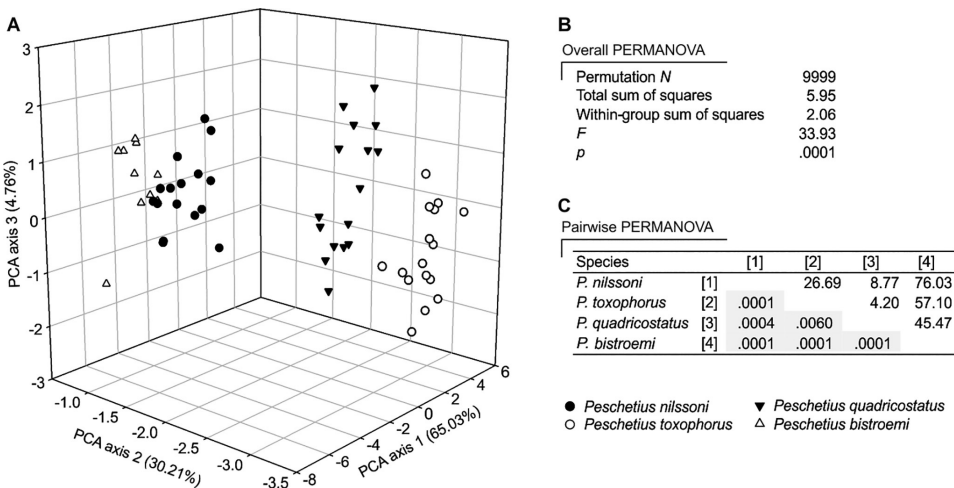 A
3
2
1
0
-1
-2
-3
PCA axis 3 (4.76%)
-1.0
-1.5
-2.0
-2.5
-3.0
-3.5
PCA axis 2 (30.21%)
-8
-6
-4
-2
0
2
4
6
PCA axis 1 (65.03%)
B
Overall PERMANOVA
Permutation N 9999
Total sum of squares 5.95
Within-group sum of squares 2.06
F 33.93
p .0001
C
Pairwise PERMANOVA
Species [1] [2] [3] [4]
P. nilssoni [1] 26.69 8.77 76.03
P. toxophorus [2] .0001 4.20 57.10
P. quadricostatus [3] .0004 .0060 45.47
P. bistroemi [4] .0001 .0001 .0001
Peschetius nilssoni
Peschetius toxophorus
Peschetius quadricostatus
Peschetius bistroemi